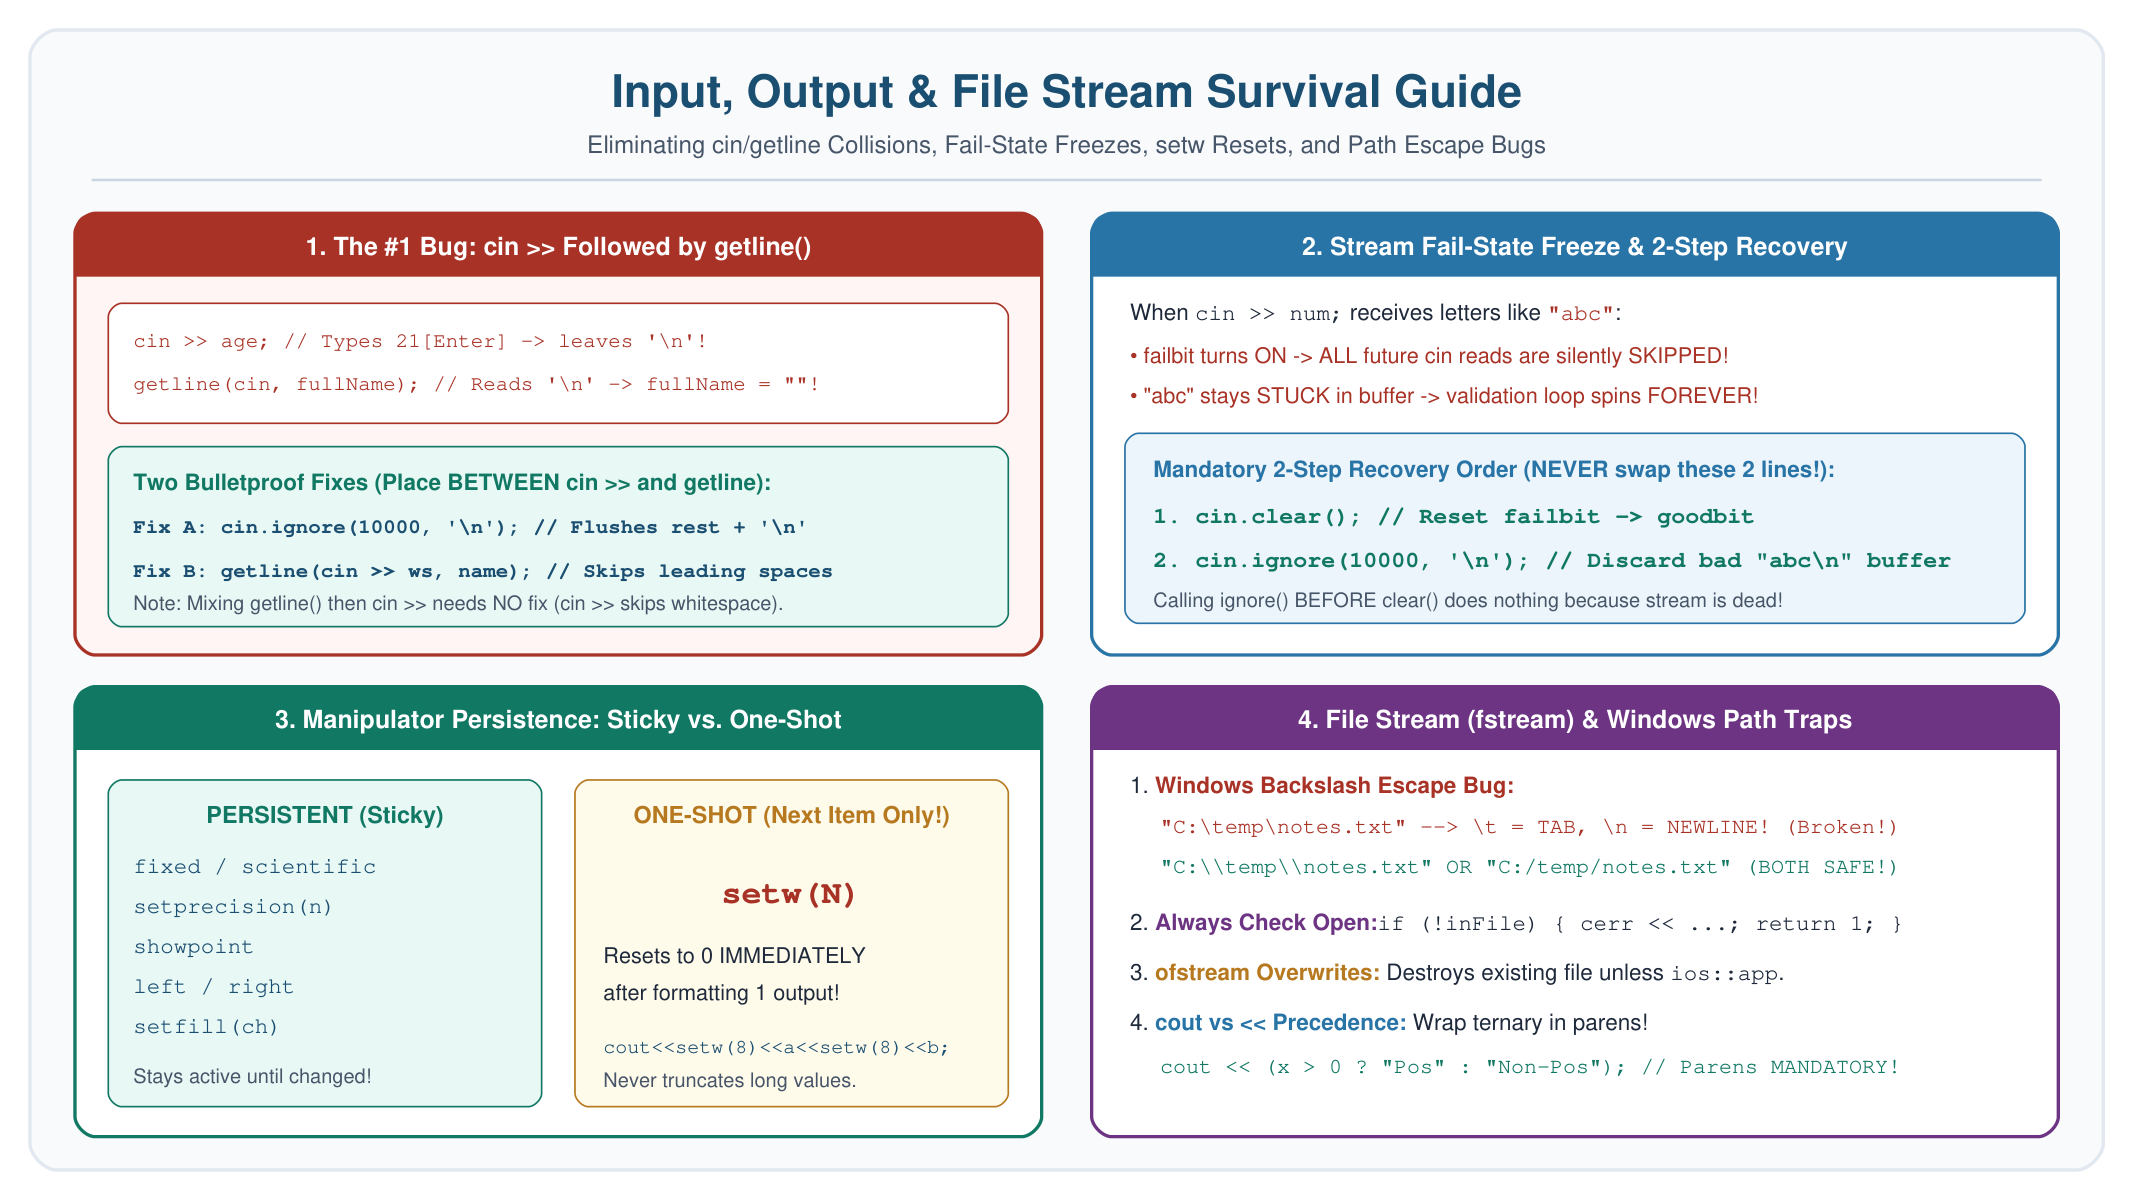 Input, Output & File Stream Survival Guide
Eliminating cin/getline Collisions, Fail-State Freezes, setw Resets, and Path Escape Bugs
1. The #1 Bug: cin >> Followed by getline()
cin >> age; // Types 21[Enter] -> leaves '\n'!
getline(cin, fullName); // Reads '\n' -> fullName = ""!
Two Bulletproof Fixes (Place BETWEEN cin >> and getline):
Fix A: cin.ignore(10000, '\n'); // Flushes rest + '\n'
Fix B: getline(cin >> ws, name); // Skips leading spaces
Note: Mixing getline() then cin >> needs NO fix (cin >> skips whitespace).
2. Stream Fail-State Freeze & 2-Step Recovery
When cin >> num; receives letters like "abc":
• failbit turns ON -> ALL future cin reads are silently SKIPPED!
• "abc" stays STUCK in buffer -> validation loop spins FOREVER!
Mandatory 2-Step Recovery Order (NEVER swap these 2 lines!):
1. cin.clear(); // Reset failbit -> goodbit
2. cin.ignore(10000, '\n'); // Discard bad "abc\n" buffer
Calling ignore() BEFORE clear() does nothing because stream is dead!
3. Manipulator Persistence: Sticky vs. One-Shot
PERSISTENT (Sticky)
fixed / scientific
setprecision(n)
showpoint
left / right
setfill(ch)
Stays active until changed!
ONE-SHOT (Next Item Only!)
setw(N)
Resets to 0 IMMEDIATELY
after formatting 1 output!
cout<<setw(8)<<a<<setw(8)<<b;
Never truncates long values.
4. File Stream (fstream) & Windows Path Traps
1. Windows Backslash Escape Bug:
"C:\temp\notes.txt" --> \t = TAB, \n = NEWLINE! (Broken!)
"C:\\temp\\notes.txt" OR "C:/temp/notes.txt" (BOTH SAFE!)
2. Always Check Open:if (!inFile) { cerr << ...; return 1; }
3. ofstream Overwrites: Destroys existing file unless ios::app.
4. cout vs << Precedence: Wrap ternary in parens!
cout << (x > 0 ? "Pos" : "Non-Pos"); // Parens MANDATORY!